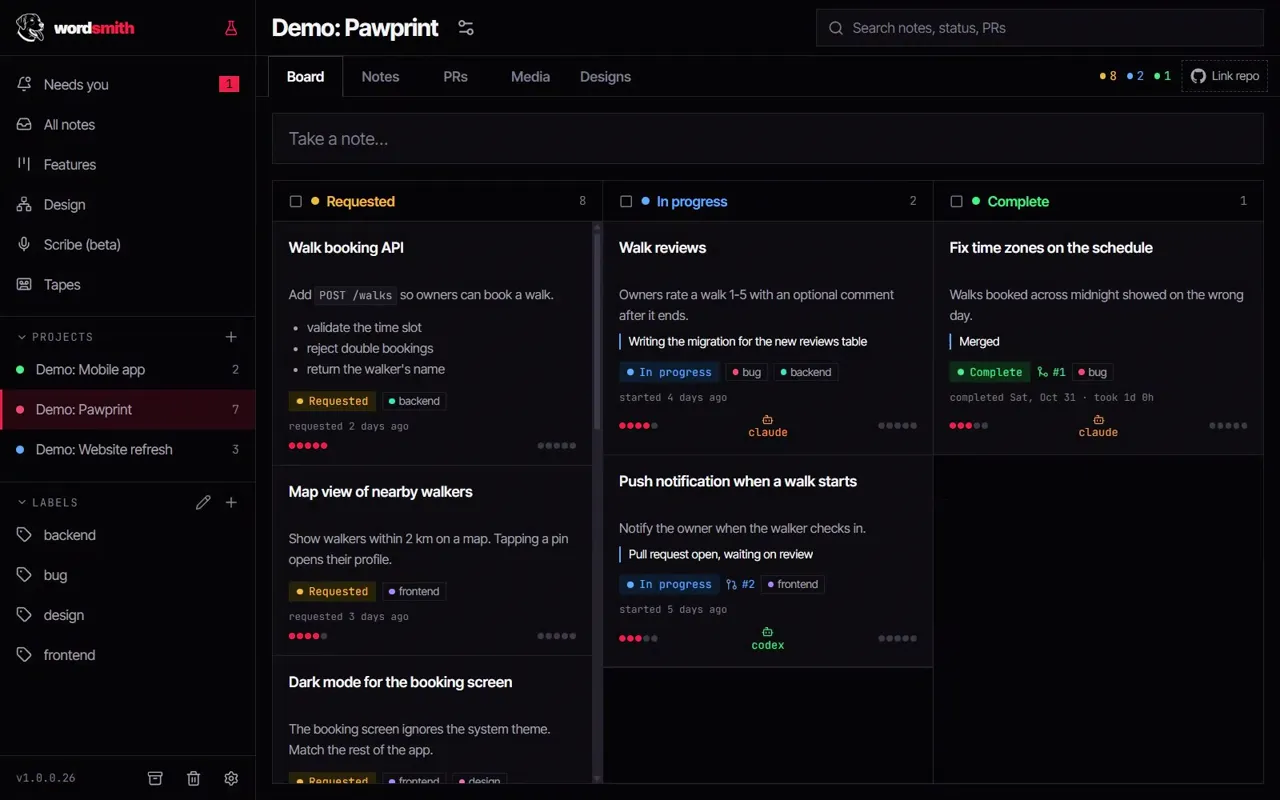 wordsmith
Demo: Pawprint
Search notes, status, PRs
Needs you 1
All notes
Features
Design
Scribe (beta)
Tapes
PROJECTS
Demo: Mobile app 2
Demo: Pawprint 7
Demo: Website refresh 3
LABELS
backend
bug
design
frontend
v1.0.0.26
Board Notes PRs Media Designs
8 2 1 Link repo
Take a note...
Requested 8
Walk booking API
Add POST /walks so owners can book a walk.
• validate the time slot
• reject double bookings
• return the walker's name
Requested backend
requested 2 days ago
Map view of nearby walkers
Show walkers within 2 km on a map. Tapping a pin
opens their profile.
Requested frontend
requested 3 days ago
Dark mode for the booking screen
The booking screen ignores the system theme.
Match the rest of the app.
Requested frontend design
In progress 2
Walk reviews
Owners rate a walk 1-5 with an optional comment
after it ends.
Writing the migration for the new reviews table
In progress bug backend
started 4 days ago
claude
Push notification when a walk starts
Notify the owner when the walker checks in.
Pull request open, waiting on review
In progress #2 frontend
started 5 days ago
codex
Complete 1
Fix time zones on the schedule
Walks booked across midnight showed on the wrong
day.
Merged
Complete #1 bug
completed Sat, Oct 31 · took 1d 0h
claude